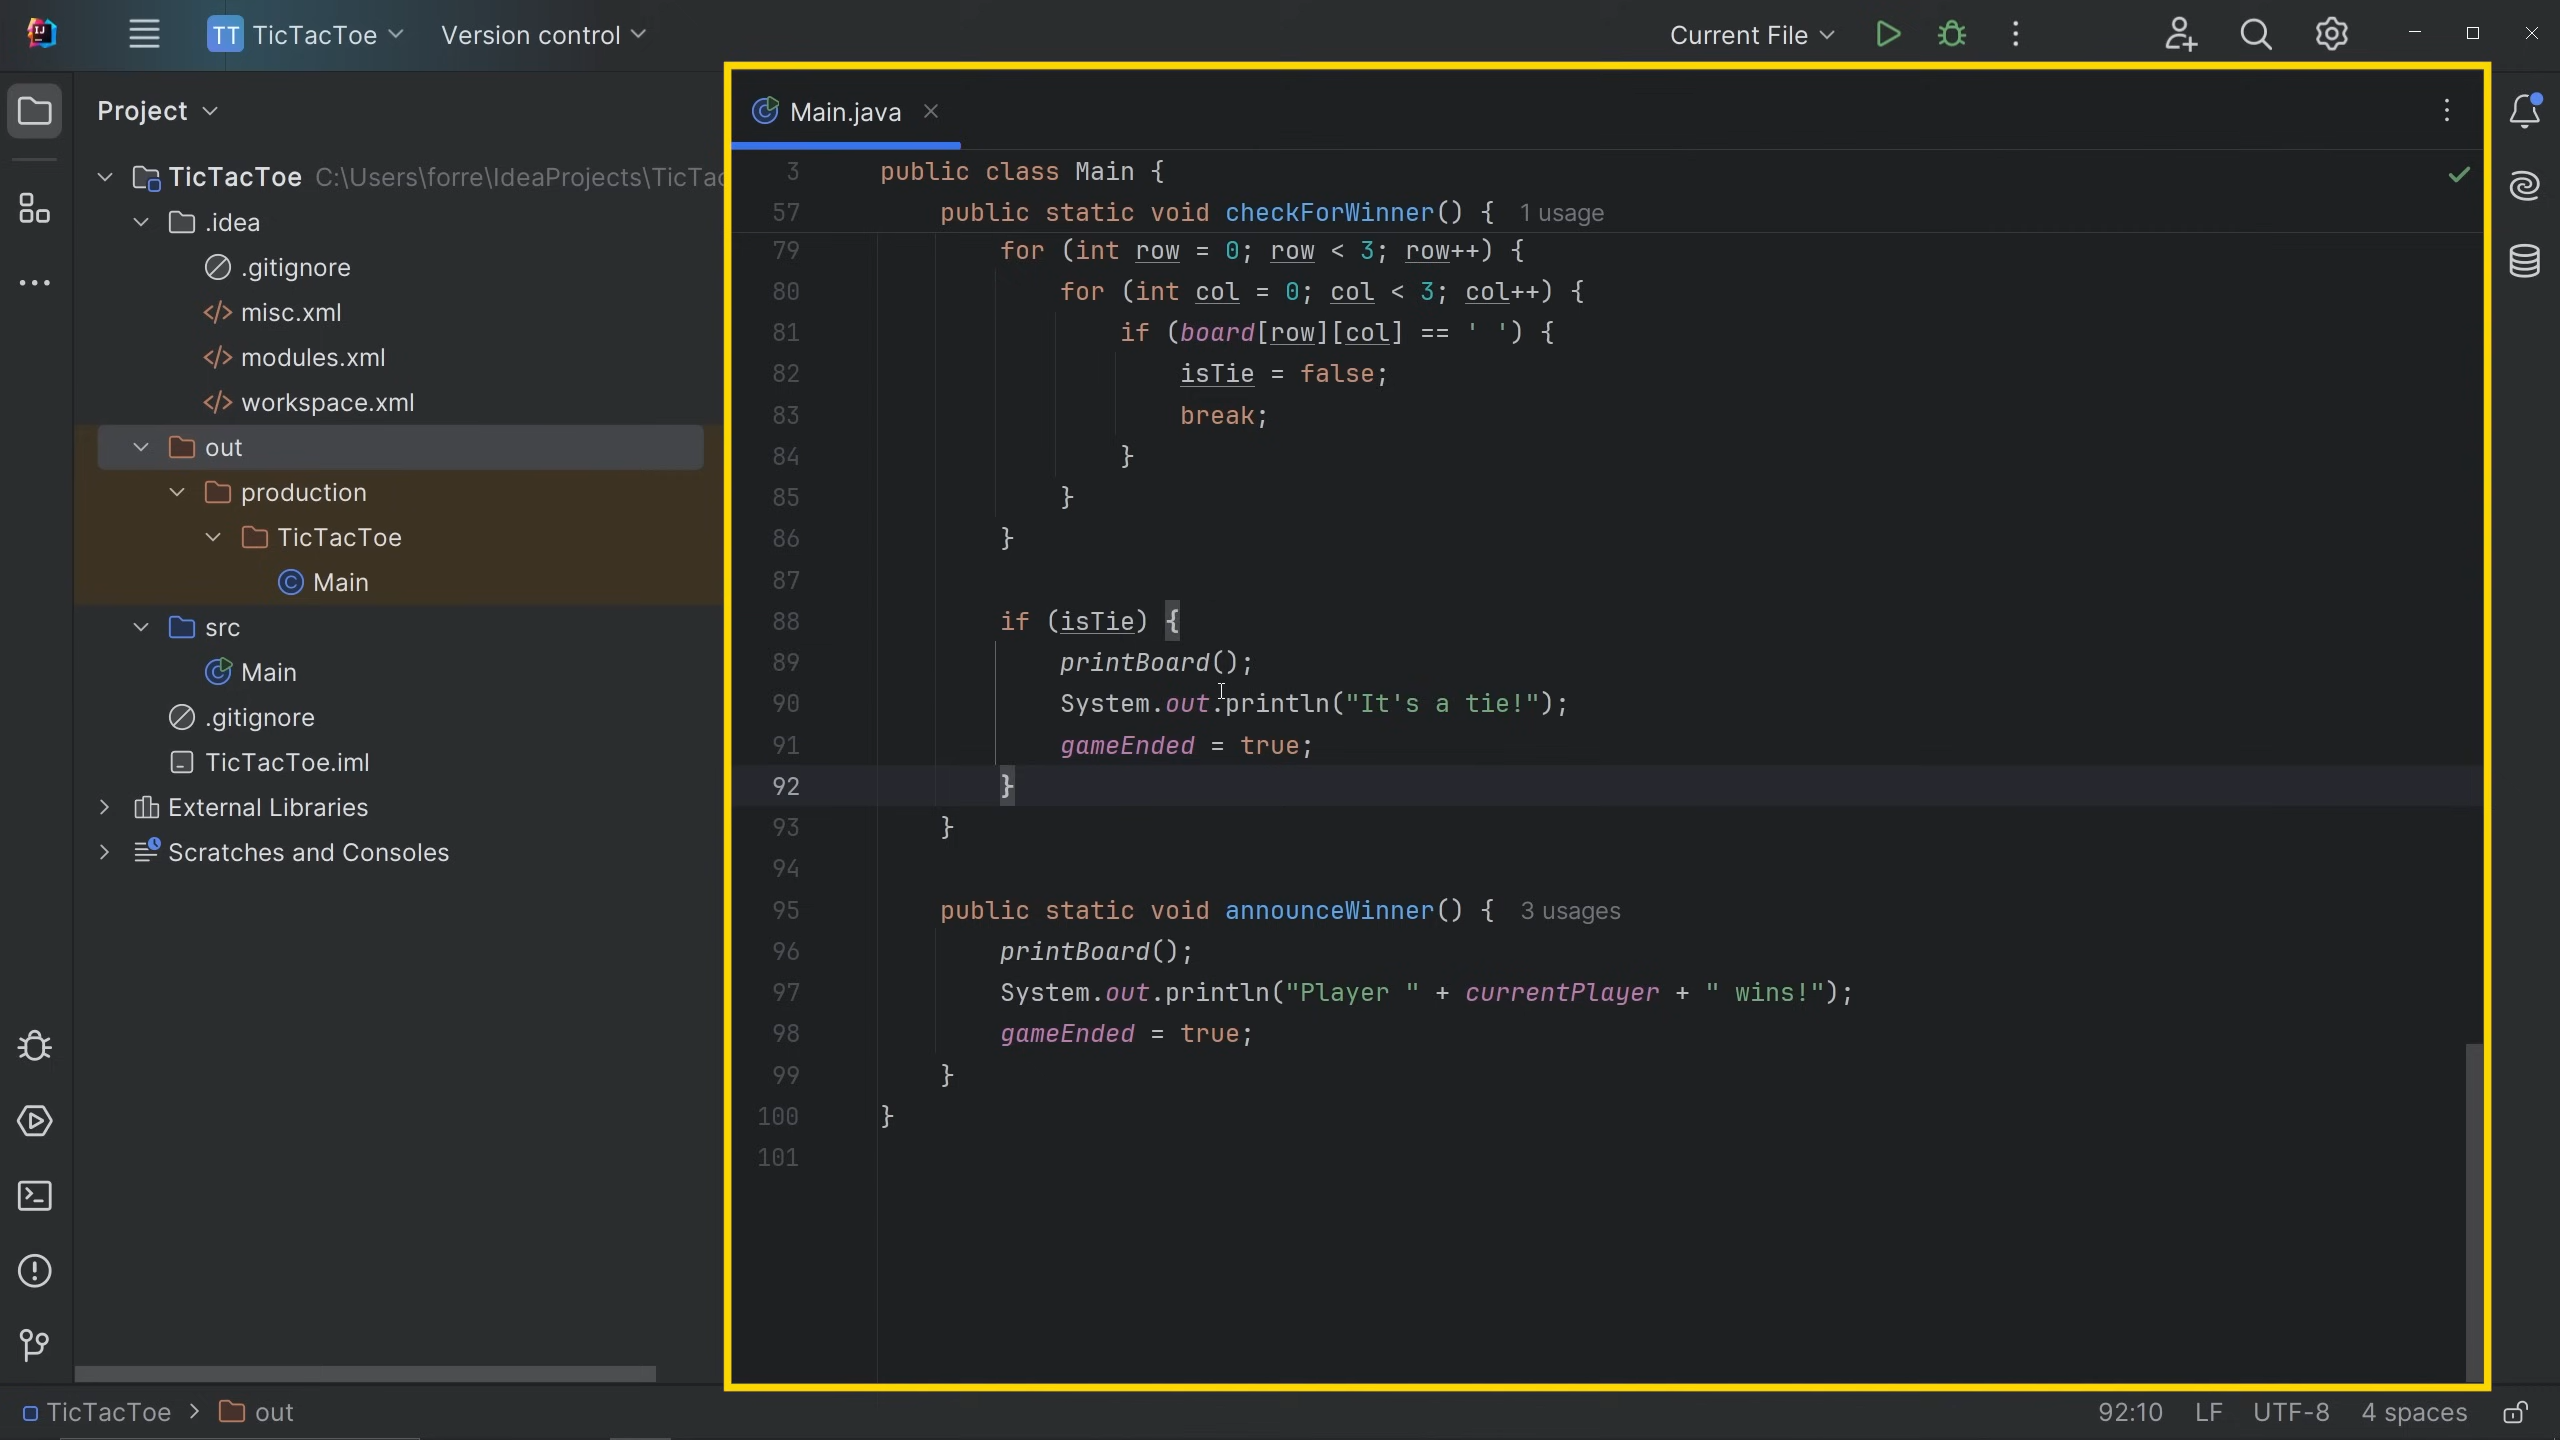 TT TicTacToe Version control Current File
Project
TicTacToe C:\Users\forre\IdeaProjects\TicTac
.idea
.gitignore
misc.xml
modules.xml
workspace.xml
out
production
TicTacToe
Main
src
Main
.gitignore
TicTacToe.iml
External Libraries
Scratches and Consoles
Main.java
3 public class Main {
57 public static void checkForWinner() { 1 usage
79 for (int row = 0; row < 3; row++) {
80 for (int col = 0; col < 3; col++) {
81 if (board[row][col] == ' ') {
82 isTie = false;
83 break;
84 }
85 }
86 }
87
88 if (isTie) {
89 printBoard();
90 System.out.println("It's a tie!");
91 gameEnded = true;
92 }
93 }
94
95 public static void announceWinner() { 3 usages
96 printBoard();
97 System.out.println("Player " + currentPlayer + " wins!");
98 gameEnded = true;
99 }
100 }
101
TicTacToe > out 92:10 LF UTF-8 4 spaces